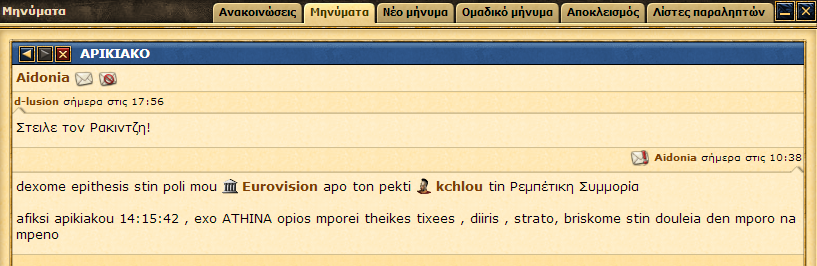 Μηνύματα
Ανακοινώσεις Μηνύματα Νέο μήνυμα Ομαδικό μήνυμα Αποκλεισμός Λίστες παραληπτών
APIKIAKO
Aidonia
d-lusion σήμερα στις 17:56
Στειλε τον Ρακιντζη!
Aidonia σήμερα στις 10:38
dexome epithesis stin poli mou Eurovision apo ton pekti kchlou tin Ρεμπέτικη Συμμορία
afiksi apikiakou 14:15:42 , exo ATHINA opios mporei theikes tixees , diiris , strato, briskome stin douleia den mporo na
mpeno